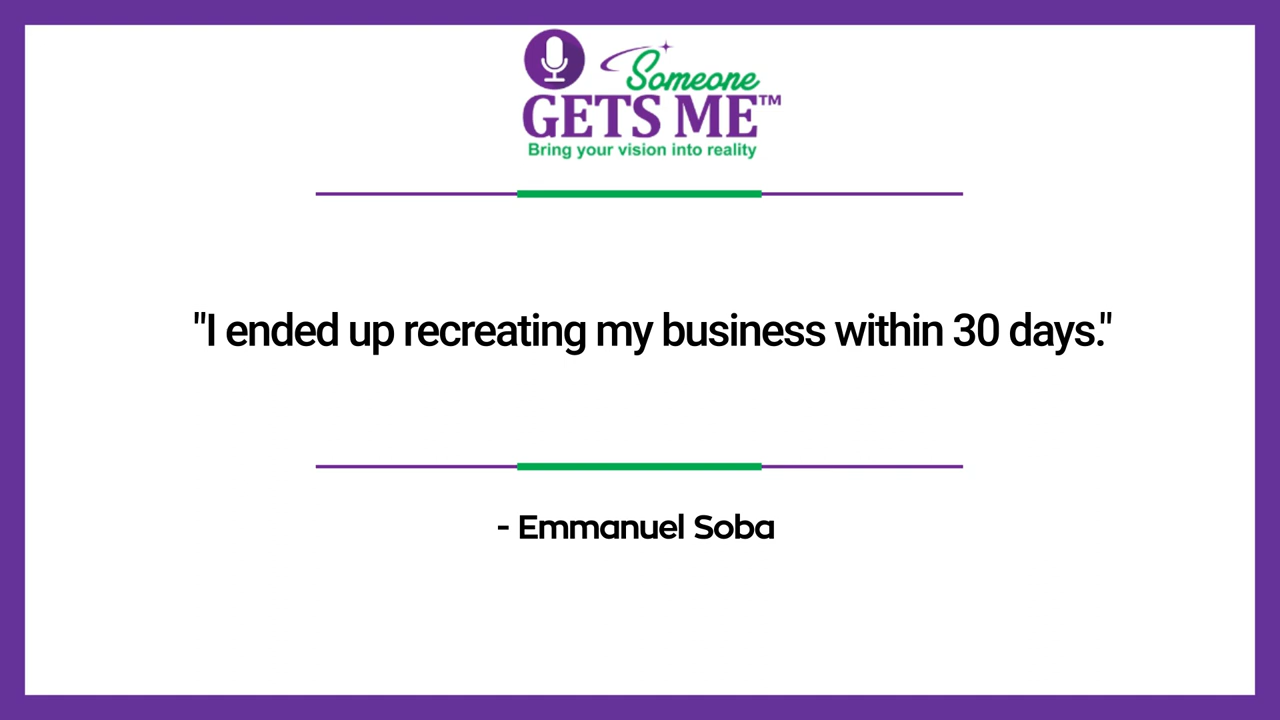 Someone
GETS ME™
Bring your vision into reality
"I ended up recreating my business within 30 days."
- Emmanuel Soba